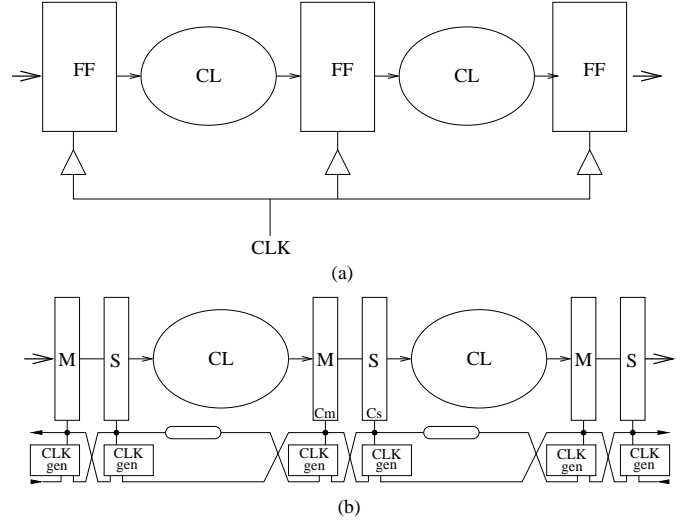 FF CL FF CL FF
CLK
(a)
M S CL M S CL M S
Cm Cs
CLK CLK CLK CLK CLK CLK
gen gen gen gen gen gen
(b)